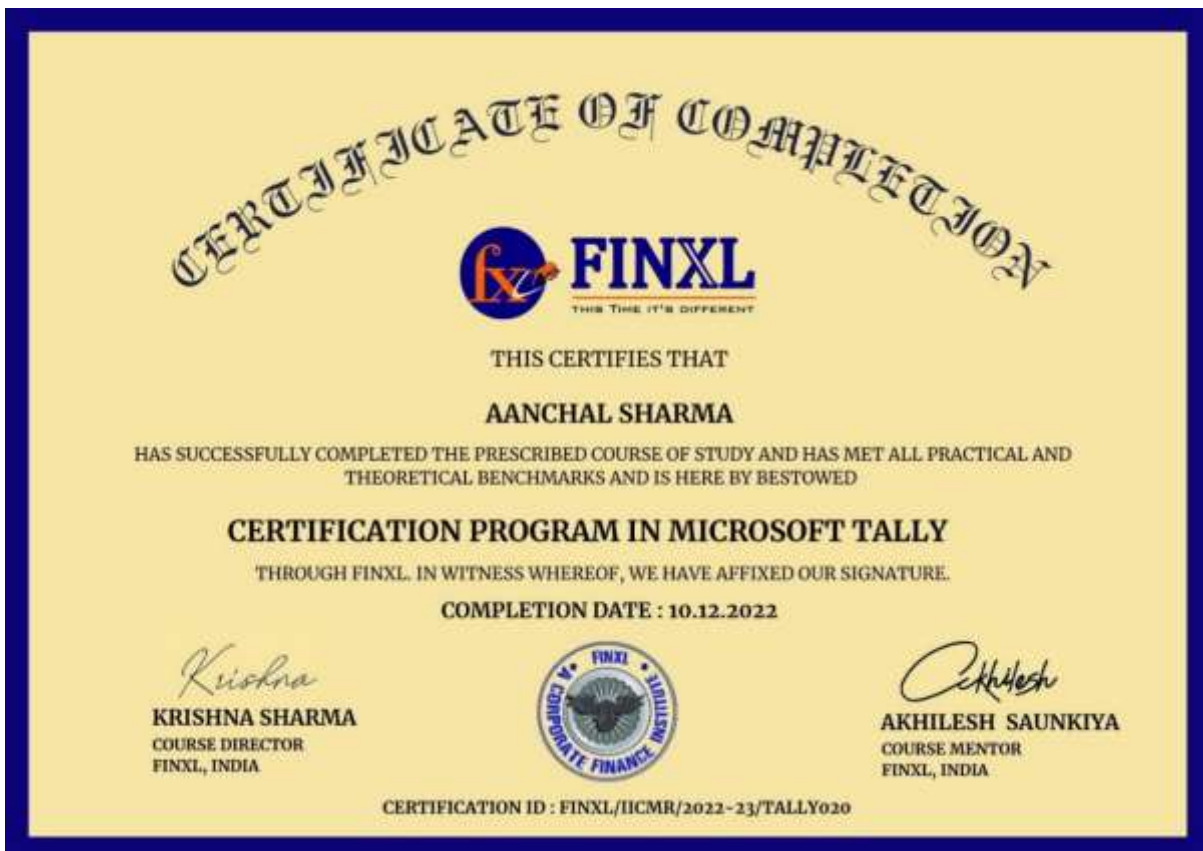 CERTIFICATE OF COMPLETION
fx
FINXL
THIS TIME IT'S DIFFERENT
THIS CERTIFIES THAT
AANCHAL SHARMA
HAS SUCCESSFULLY COMPLETED THE PRESCRIBED COURSE OF STUDY AND HAS MET ALL PRACTICAL AND
THEORETICAL BENCHMARKS AND IS HERE BY BESTOWED
CERTIFICATION PROGRAM IN MICROSOFT TALLY
THROUGH FINXL. IN WITNESS WHEREOF, WE HAVE AFFIXED OUR SIGNATURE.
COMPLETION DATE : 10.12.2022
Krishna
KRISHNA SHARMA
COURSE DIRECTOR
FINXL, INDIA
FINXL
A CORPORATE FINANCE INSTITUTE
Akhilesh
AKHILESH SAUNKIYA
COURSE MENTOR
FINXL, INDIA
CERTIFICATION ID : FINXL/IICMR/2022-23/TALLY020